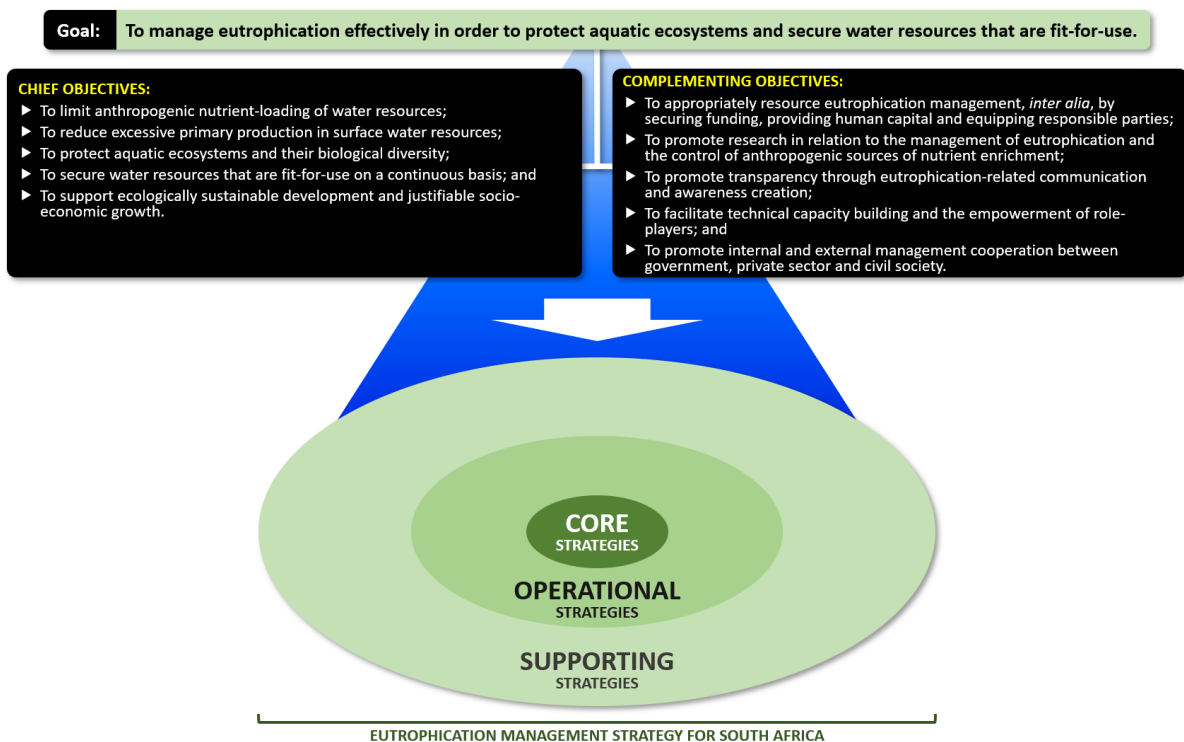 Goal: To manage eutrophication effectively in order to protect aquatic ecosystems and secure water resources that are fit-for-use.
CHIEF OBJECTIVES:
► To limit anthropogenic nutrient-loading of water resources;
► To reduce excessive primary production in surface water resources;
► To protect aquatic ecosystems and their biological diversity;
► To secure water resources that are fit-for-use on a continuous basis; and
► To support ecologically sustainable development and justifiable socio-
economic growth.
COMPLEMENTING OBJECTIVES:
► To appropriately resource eutrophication management, inter alia, by
securing funding, providing human capital and equipping responsible parties;
► To promote research in relation to the management of eutrophication and
the control of anthropogenic sources of nutrient enrichment;
► To promote transparency through eutrophication-related communication
and awareness creation;
► To facilitate technical capacity building and the empowerment of role-
players; and
► To promote internal and external management cooperation between
government, private sector and civil society.
CORE
STRATEGIES
OPERATIONAL
STRATEGIES
SUPPORTING
STRATEGIES
EUTROPHICATION MANAGEMENT STRATEGY FOR SOUTH AFRICA